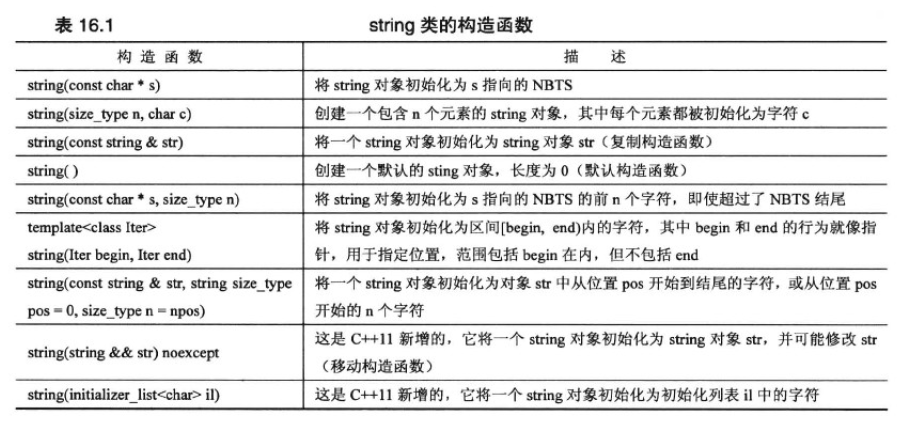 表 16.1 string 类的构造函数
构 造 函 数 描 述
string(const char * s) 将 string 对象初始化为 s 指向的 NBTS
string(size_type n, char c) 创建一个包含 n 个元素的 string 对象，其中每个元素都被初始化为字符 c
string(const string & str) 将一个 string 对象初始化为 string 对象 str（复制构造函数）
string( ) 创建一个默认的 sting 对象，长度为 0（默认构造函数）
string(const char * s, size_type n) 将 string 对象初始化为 s 指向的 NBTS 的前 n 个字符，即使超过了 NBTS 结尾
template<class Iter>
string(Iter begin, Iter end)
将 string 对象初始化为区间[begin, end)内的字符，其中 begin 和 end 的行为就像指
针，用于指定位置，范围包括 begin 在内，但不包括 end
string(const string & str, string size_type
pos = 0, size_type n = npos)
将一个 string 对象初始化为对象 str 中从位置 pos 开始到结尾的字符，或从位置 pos
开始的 n 个字符
string(string && str) noexcept
这是 C++11 新增的，它将一个 string 对象初始化为 string 对象 str，并可能修改 str
（移动构造函数）
string(initializer_list<char> il) 这是 C++11 新增的，它将一个 string 对象初始化为初始化列表 il 中的字符